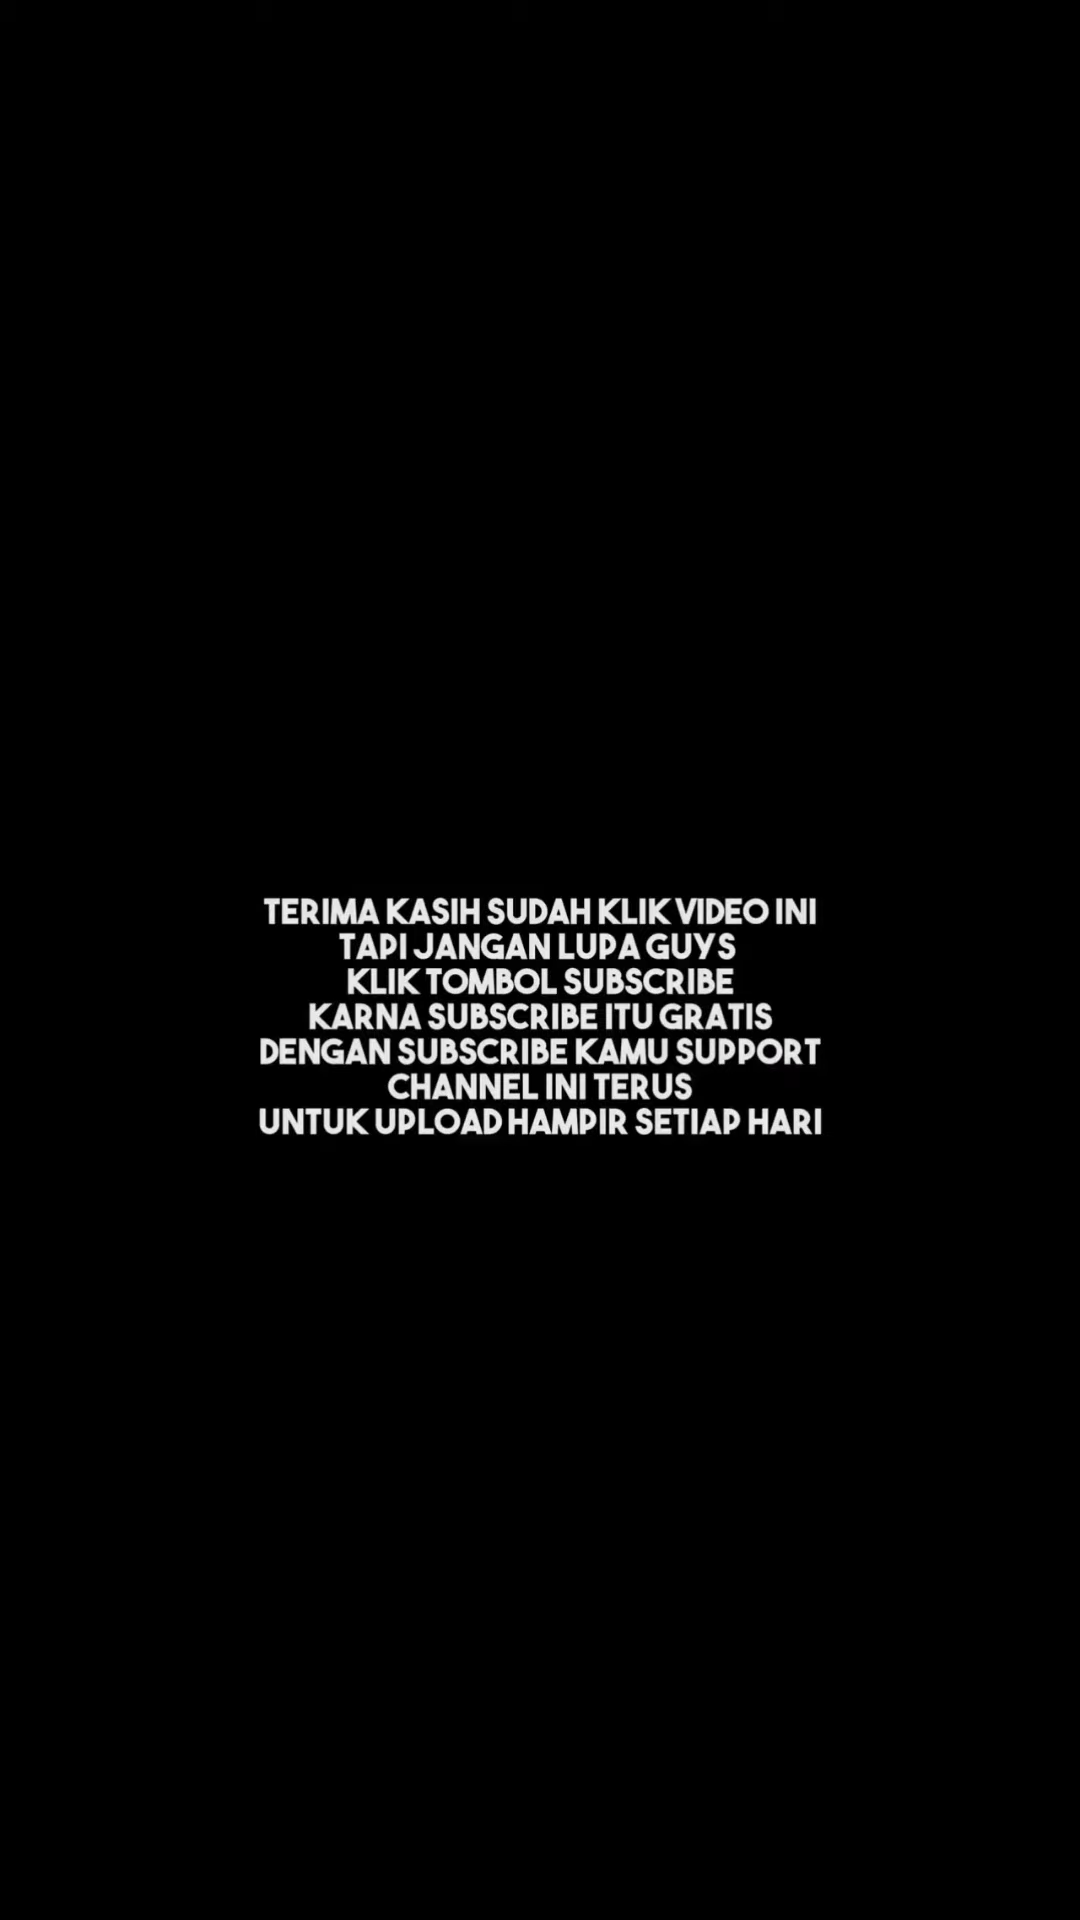 TERIMA KASIH SUDAH KLIK VIDEO INI
TAPI JANGAN LUPA GUYS
KLIK TOMBOL SUBSCRIBE
KARNA SUBSCRIBE ITU GRATIS
DENGAN SUBSCRIBE KAMU SUPPORT
CHANNEL INI TERUS
UNTUK UPLOAD HAMPIR SETIAP HARI